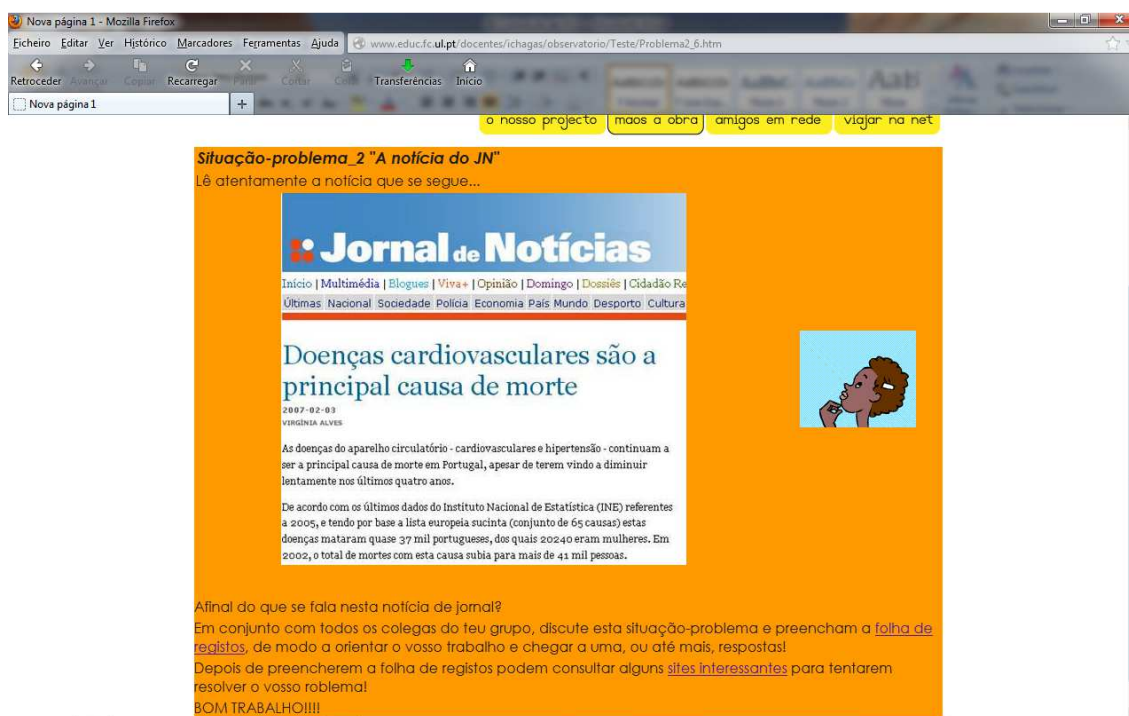 Nova página 1 - Mozilla Firefox
Ficheiro Editar Ver Histórico Marcadores Ferramentas Ajuda www.educ.fc.ul.pt/docentes/ichagas/observatorio/Teste/Problema2_6.htm
Retroceder Avançar Copiar Recarregar Parar Cortar Transferências Início
Nova página 1
o nosso projecto mãos à obra amigos em rede viajar na net
Situação-problema_2 "A notícia do JN"
Lê atentamente a notícia que se segue...
Jornal de Notícias
Início | Multimédia | Blogues | Viva+ | Opinião | Domingo | Dossiês | Cidadão Re
Últimas Nacional Sociedade Polícia Economia País Mundo Desporto Cultura
Doenças cardiovasculares são a
principal causa de morte
2007-02-03
VIRGÍNIA ALVES
As doenças do aparelho circulatório - cardiovasculares e hipertensão - continuam a
ser a principal causa de morte em Portugal, apesar de terem vindo a diminuir
lentamente nos últimos quatro anos.
De acordo com os últimos dados do Instituto Nacional de Estatística (INE) referentes
a 2005, e tendo por base a lista europeia sucinta (conjunto de 65 causas) estas
doenças mataram quase 37 mil portugueses, dos quais 20240 eram mulheres. Em
2002, o total de mortes com esta causa subia para mais de 41 mil pessoas.
Afinal do que se fala nesta notícia de jornal?
Em conjunto com todos os colegas do teu grupo, discute esta situação-problema e preencham a folha de
registos, de modo a orientar o vosso trabalho e chegar a uma, ou até mais, respostas!
Depois de preencherem a folha de registos podem consultar alguns sites interessantes para tentarem
resolver o vosso roblema!
BOM TRABALHO!!!!